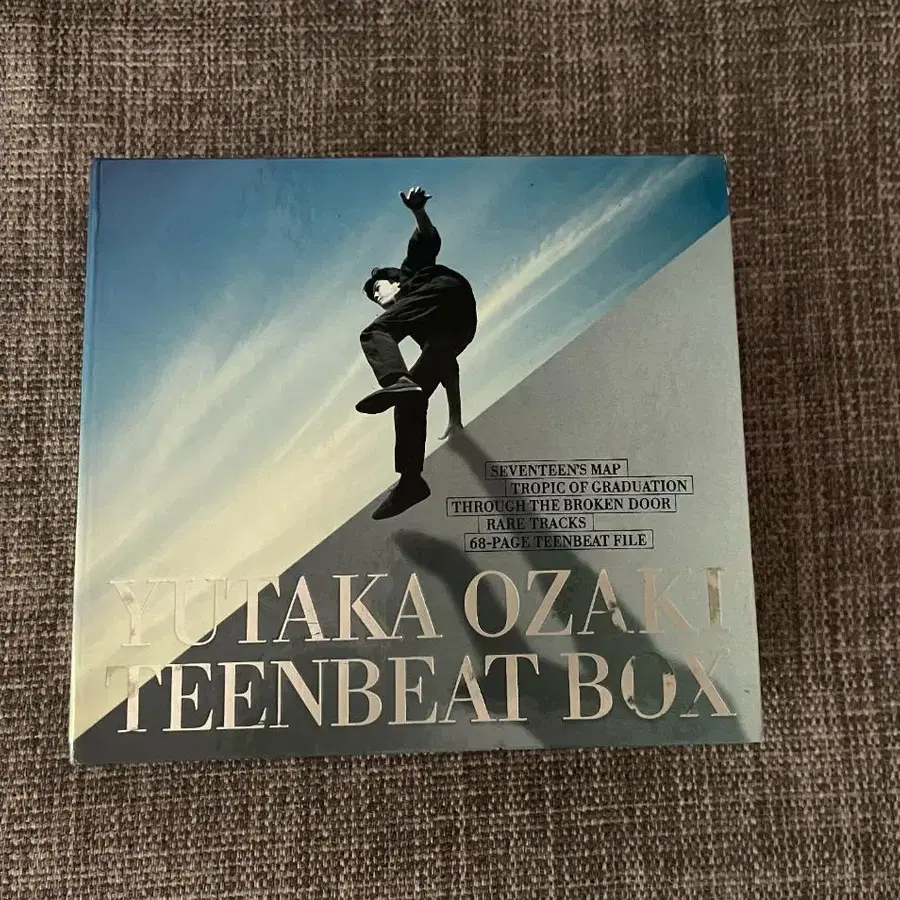 SEVENTEEN'S MAP
TROPIC OF GRADUATION
THROUGH THE BROKEN DOOR
RARE TRACKS
68-PAGE TEENBEAT FILE
YUTAKA OZAKI
TEENBEAT BOX